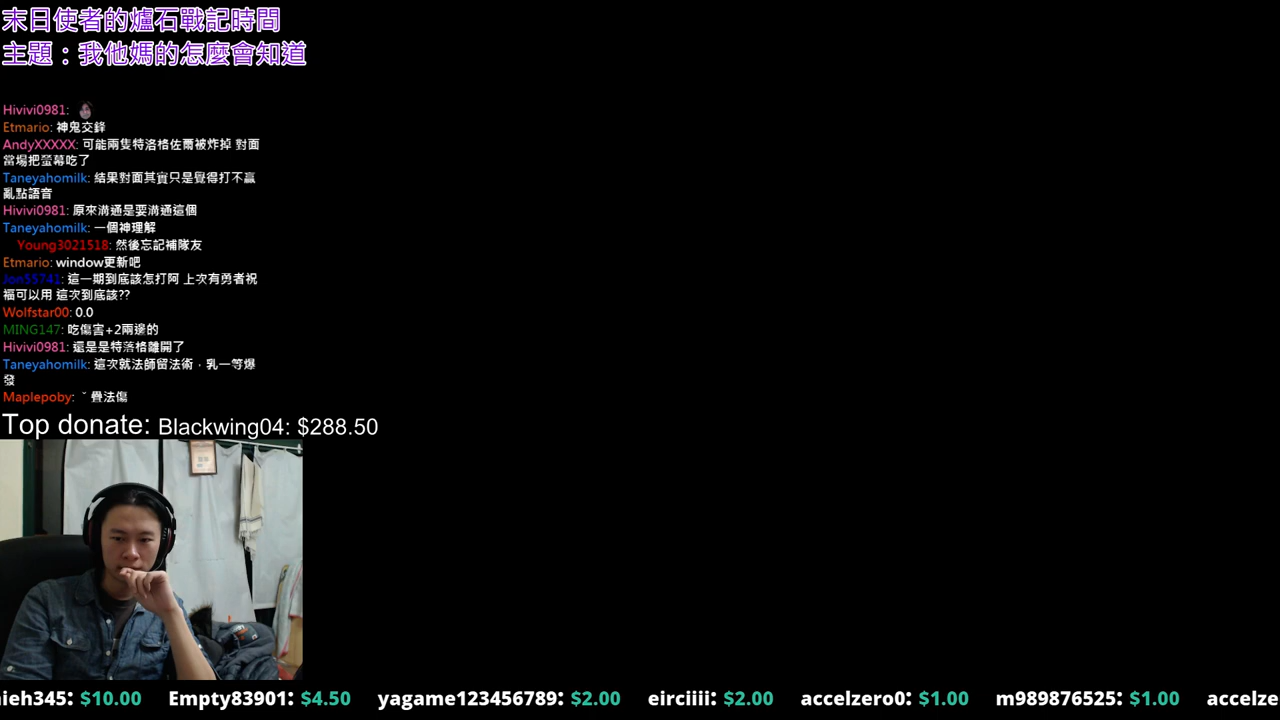 末日使者的爐石戰記時間
主題：我他媽的怎麼會知道
Hivivi0981:
Etmario: 神鬼交鋒
AndyXXXXX: 可能兩隻特洛格佐爾被炸掉 對面
當場把螢幕吃了
Taneyahomilk: 結果對面其實只是覺得打不贏
亂點語音
Hivivi0981: 原來溝通是要溝通這個
Taneyahomilk: 一個神理解
Young3021518: 然後忘記補隊友
Etmario: window更新吧
Jon55741: 這一期到底該怎打阿 上次有勇者祝
福可以用 這次到底該??
Wolfstar00: 0.0
MING147: 吃傷害+2兩邊的
Hivivi0981: 還是是特落格離開了
Taneyahomilk: 這次就法師留法術，乳一等爆
發
Maplepoby: ˇ疊法傷
Top donate: Blackwing04: $288.50
nieh345: $10.00 Empty83901: $4.50 yagame123456789: $2.00 eirciiii: $2.00 accelzero0: $1.00 m989876525: $1.00 accelze